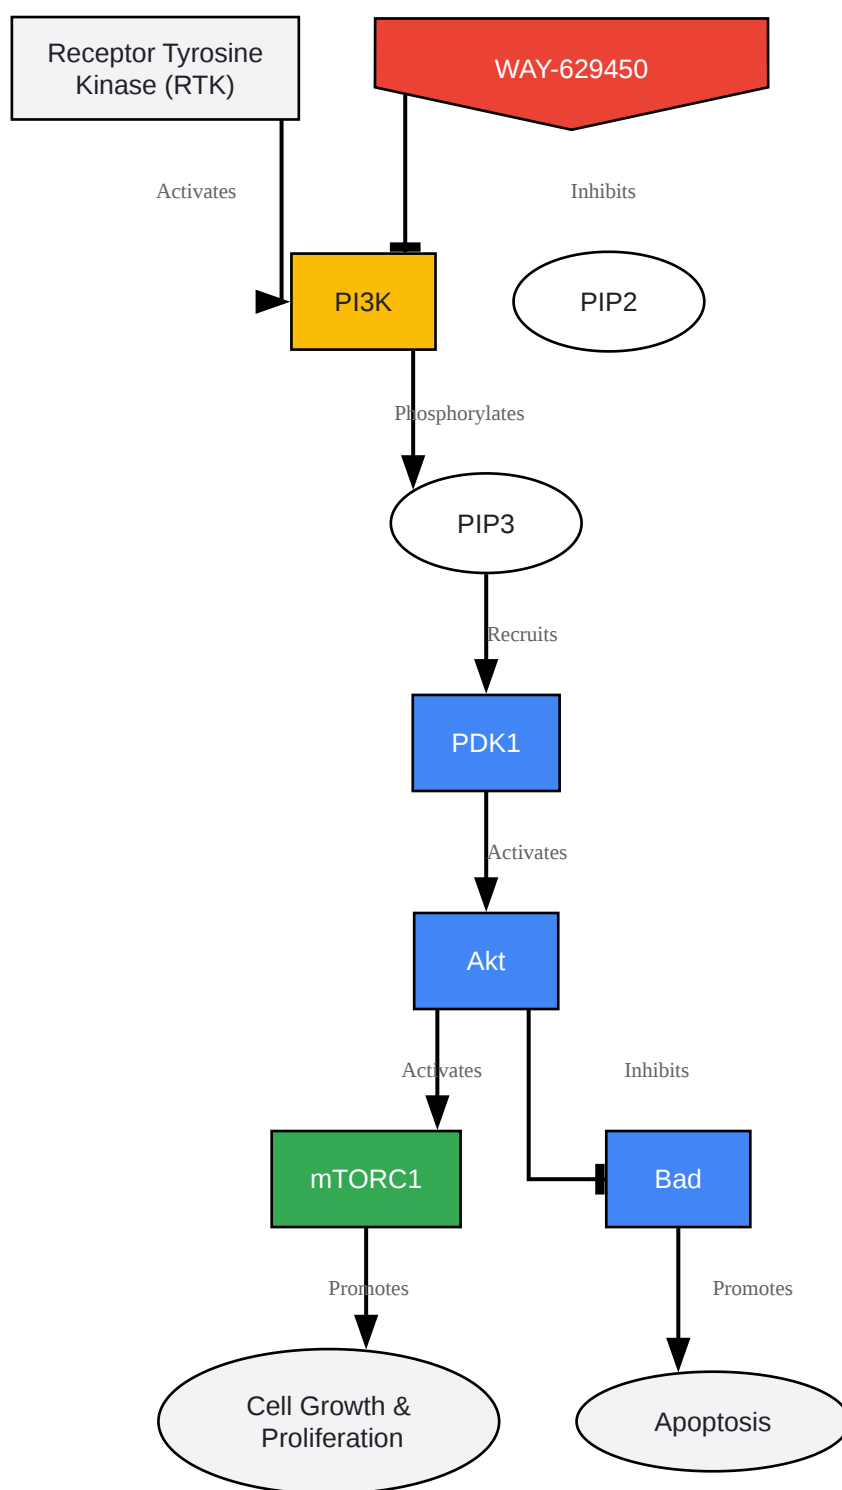 Receptor Tyrosine
Kinase (RTK)
WAY-629450
Activates
Inhibits
PI3K
PIP2
Phosphorylates
PIP3
Recruits
PDK1
Activates
Akt
Activates
Inhibits
mTORC1
Bad
Promotes
Promotes
Cell Growth &
Proliferation
Apoptosis